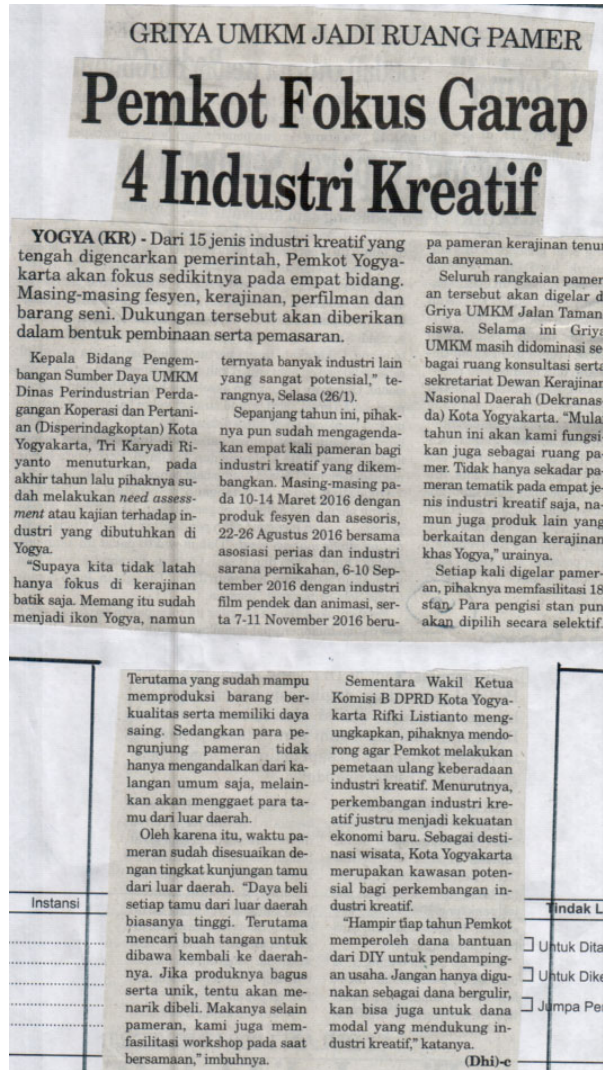 GRIYA UMKM JADI RUANG PAMER
Pemkot Fokus Garap
4 Industri Kreatif
YOGYA (KR) - Dari 15 jenis industri kreatif yang
tengah digencarkan pemerintah, Pemkot Yogya-
karta akan fokus sedikitnya pada empat bidang.
Masing-masing fesyen, kerajinan, perfilman dan
barang seni. Dukungan tersebut akan diberikan
dalam bentuk pembinaan serta pemasaran.
Kepala Bidang Pengem-
bangan Sumber Daya UMKM
Dinas Perindustrian Perda-
gangan Koperasi dan Pertani-
an (Disperindagkoptan) Kota
Yogyakarta, Tri Karyadi Ri-
yanto menuturkan, pada
akhir tahun lalu pihaknya su-
dah melakukan need assess-
ment atau kajian terhadap in-
dustri yang dibutuhkan di
Yogya.
"Supaya kita tidak latah
hanya fokus di kerajinan
batik saja. Memang itu sudah
menjadi ikon Yogya, namun
ternyata banyak industri lain
yang sangat potensial," te-
rangnya, Selasa (26/1).
Sepanjang tahun ini, pihak-
nya pun sudah mengagenda-
kan empat kali pameran bagi
industri kreatif yang dikem-
bangkan. Masing-masing pa-
da 10-14 Maret 2016 dengan
produk fesyen dan asesoris,
22-26 Agustus 2016 bersama
asosiasi perias dan industri
sarana pernikahan, 6-10 Sep-
tember 2016 dengan industri
film pendek dan animasi, ser-
ta 7-11 November 2016 beru-
pa pameran kerajinan tenun
dan anyaman.
Seluruh rangkaian pamer-
an tersebut akan digelar di
Griya UMKM Jalan Taman-
siswa. Selama ini Griya
UMKM masih didominasi se-
bagai ruang konsultasi serta
sekretariat Dewan Kerajinan
Nasional Daerah (Dekranas-
da) Kota Yogyakarta. "Mulai
tahun ini akan kami fungsi-
kan juga sebagai ruang pa-
mer. Tidak hanya sekadar pa-
meran tematik pada empat je-
nis industri kreatif saja, na-
mun juga produk lain yang
berkaitan dengan kerajinan
khas Yogya," urainya.
Setiap kali digelar pamer-
an, pihaknya memfasilitasi 18
stan. Para pengisi stan pun
akan dipilih secara selektif.
Terutama yang sudah mampu
memproduksi barang ber-
kualitas serta memiliki daya
saing. Sedangkan para pe-
ngunjung pameran tidak
hanya mengandalkan dari ka-
langan umum saja, melain-
kan akan menggaet para ta-
mu dari luar daerah.
Oleh karena itu, waktu pa-
meran sudah disesuaikan de-
ngan tingkat kunjungan tamu
dari luar daerah. "Daya beli
setiap tamu dari luar daerah
biasanya tinggi. Terutama
mencari buah tangan untuk
dibawa kembali ke daerah-
nya. Jika produknya bagus
serta unik, tentu akan me-
narik dibeli. Makanya selain
pameran, kami juga mem-
fasilitasi workshop pada saat
bersamaan," imbuhnya.
Sementara Wakil Ketua
Komisi B DPRD Kota Yogya-
karta Rifki Listianto meng-
ungkapkan, pihaknya mendo-
rong agar Pemkot melakukan
pemetaan ulang keberadaan
industri kreatif. Menurutnya,
perkembangan industri kre-
atif justru menjadi kekuatan
ekonomi baru. Sebagai desti-
nasi wisata, Kota Yogyakarta
merupakan kawasan poten-
sial bagi perkembangan in-
dustri kreatif.
"Hampir tiap tahun Pemkot
memperoleh dana bantuan
dari DIY untuk pendamping-
an usaha. Jangan hanya digu-
nakan sebagai dana bergulir,
kan bisa juga untuk dana
modal yang mendukung in-
dustri kreatif," katanya.
(Dhi)-c
Instansi
Tindak L
Untuk Dita
Untuk Dike
Jumpa Pe